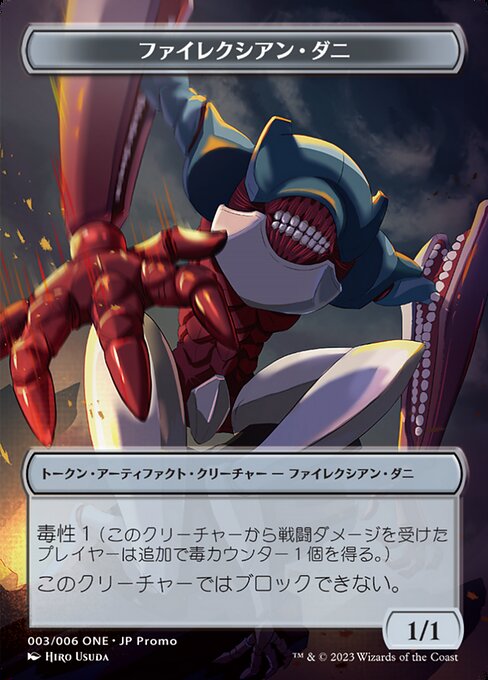 ファイレクシアン・ダニ
トークン・アーティファクト・クリーチャー ― ファイレクシアン・ダニ
毒性１（このクリーチャーから戦闘ダメージを受けた
プレイヤーは追加で毒カウンター１個を得る。）
このクリーチャーではブロックできない。
1/1
003/006 ONE・JP Promo
Hiro Usuda
™ & © 2023 Wizards of the Coast